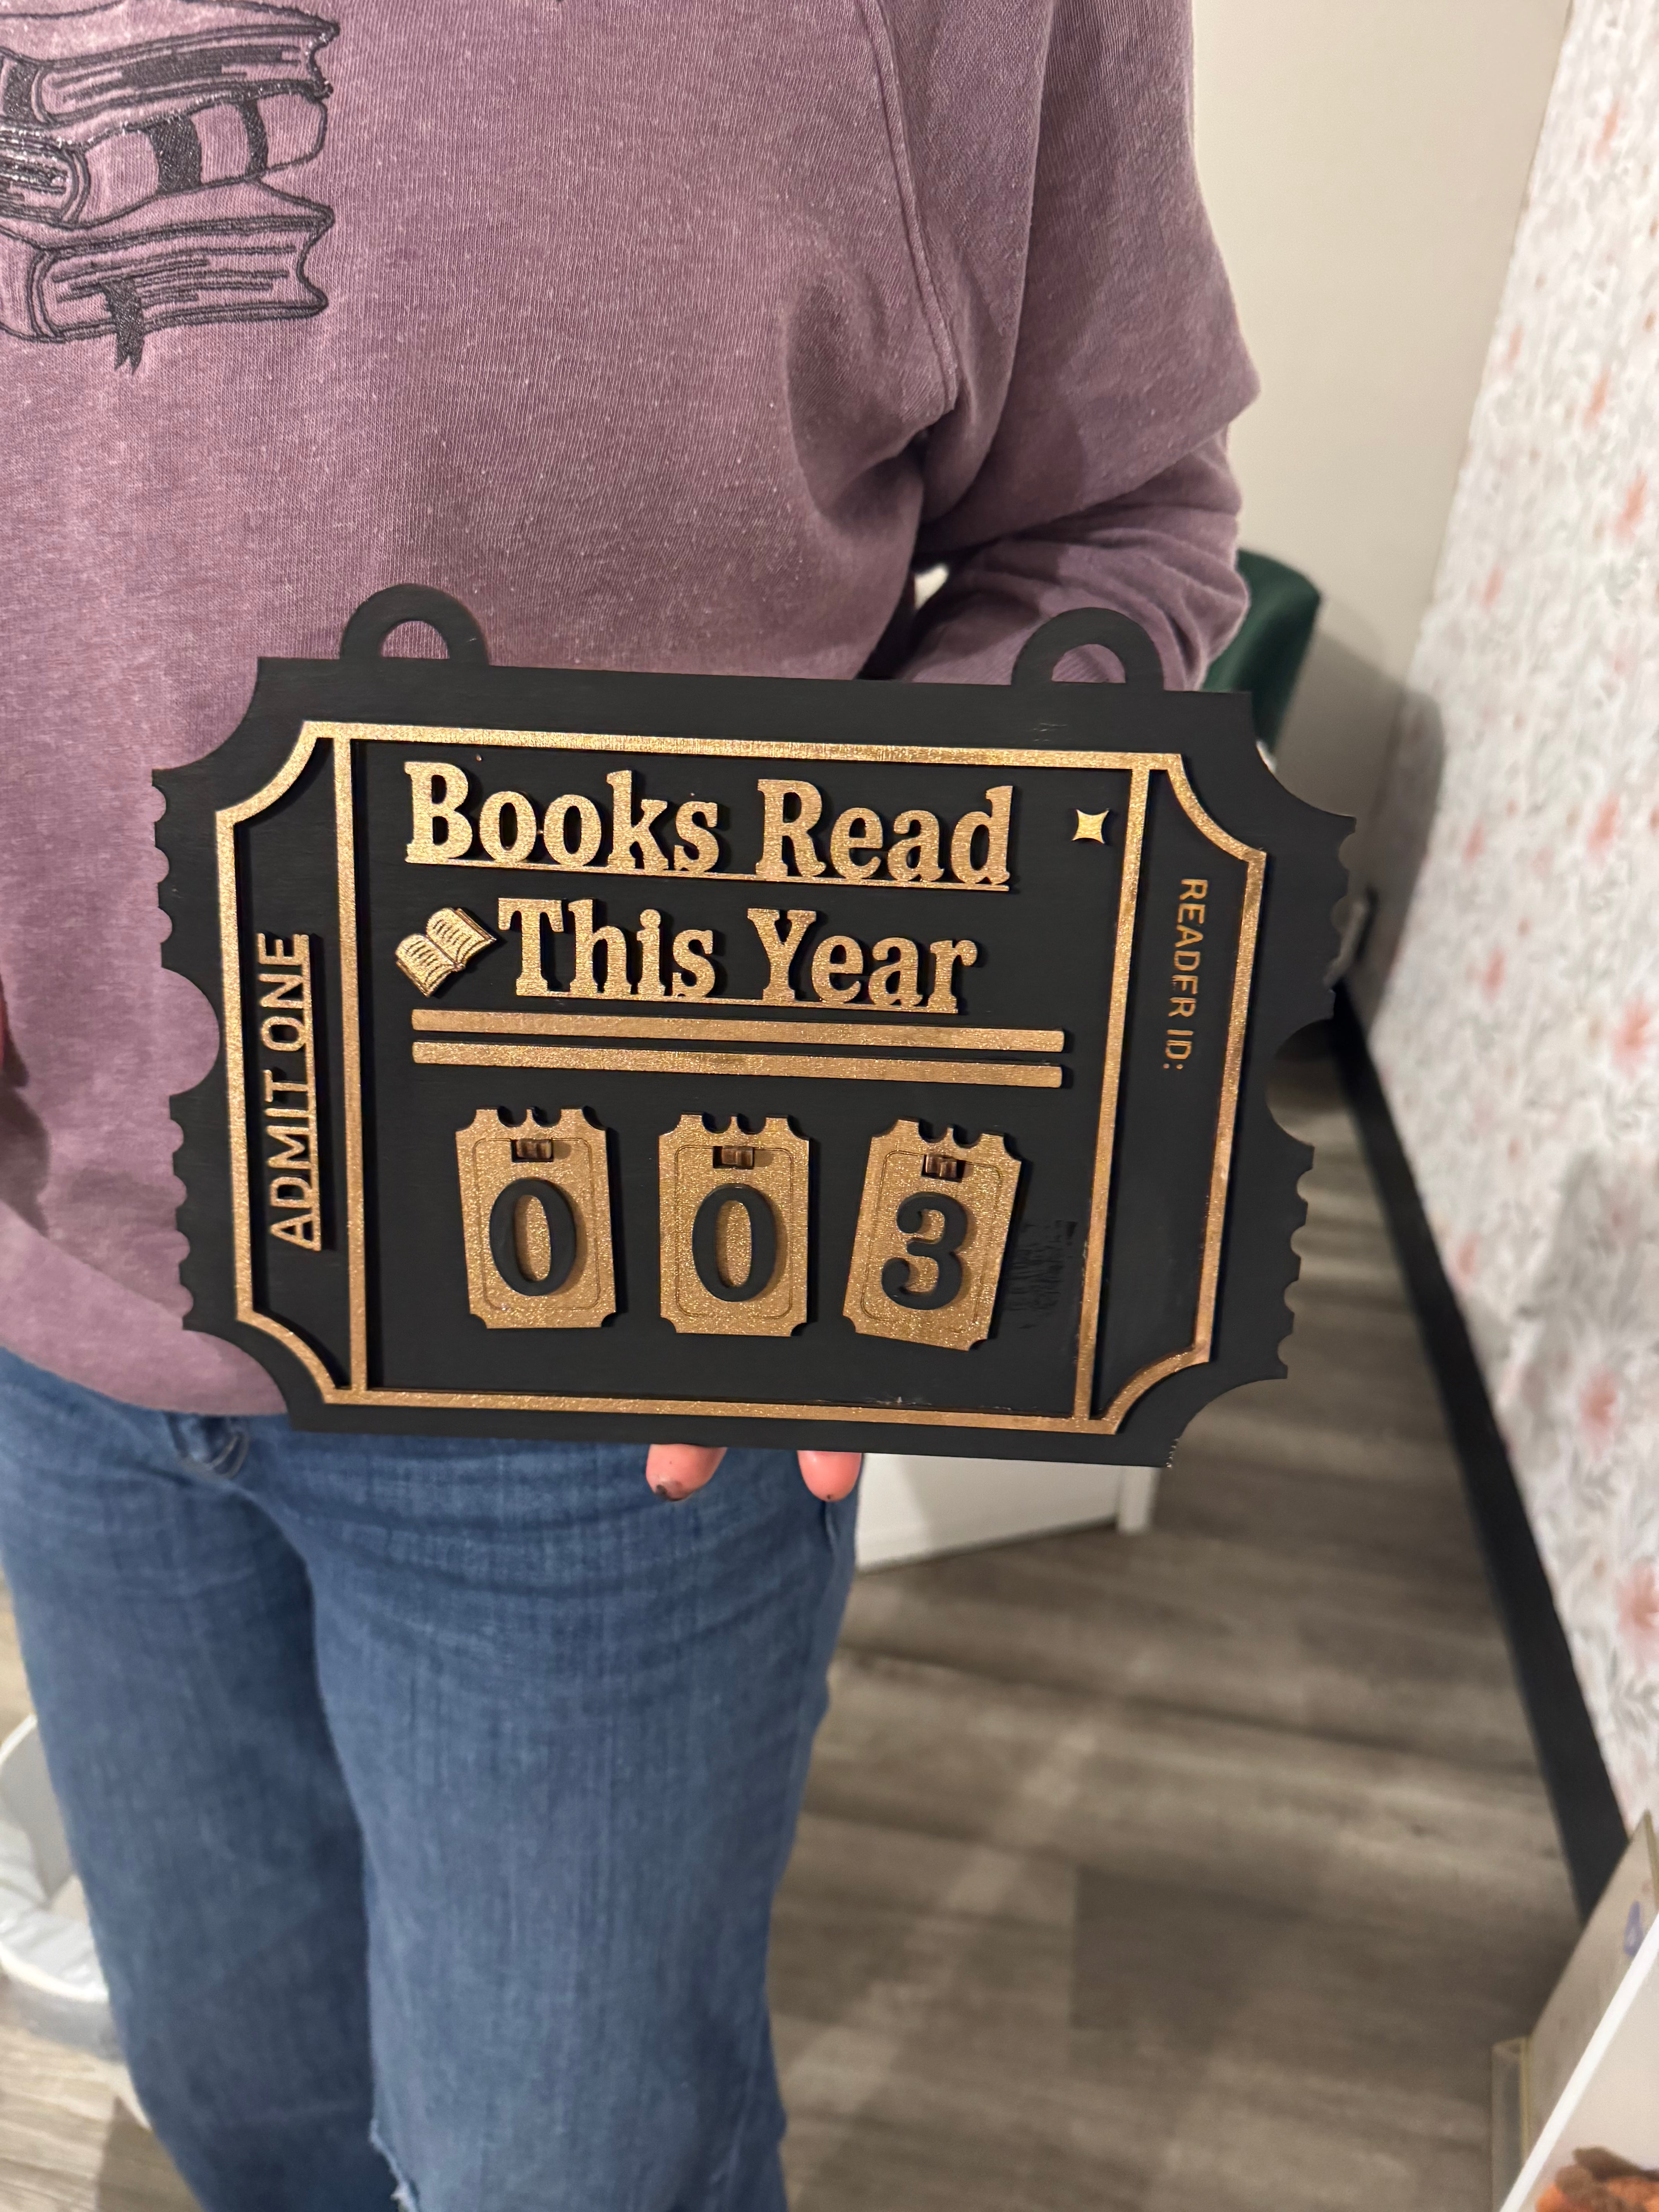 Books Read
This Year
ADMIT ONE
0 0 3
READER ID: